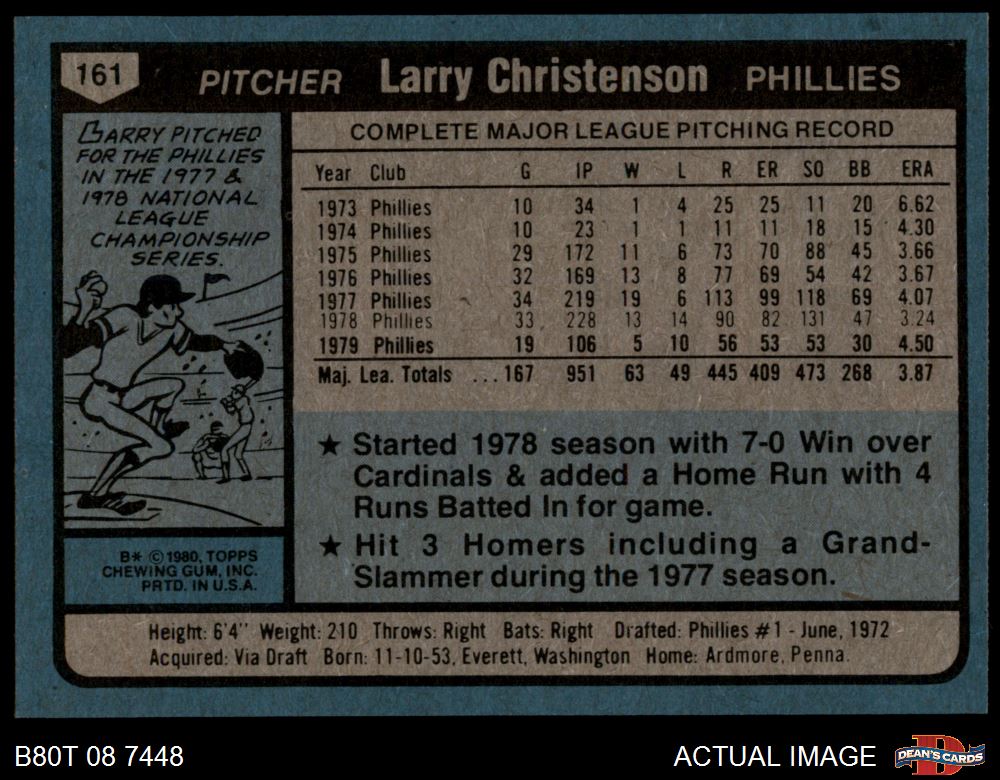 161 PITCHER Larry Christenson PHILLIES
LARRY PITCHED
FOR THE PHILLIES
IN THE 1977 &
1978 NATIONAL
LEAGUE
CHAMPIONSHIP
SERIES.
COMPLETE MAJOR LEAGUE PITCHING RECORD
Year Club G IP W L R ER SO BB ERA
1973 Phillies 10 34 1 4 25 25 11 20 6.62
1974 Phillies 10 23 1 1 11 11 18 15 4.30
1975 Phillies 29 172 11 6 73 70 88 45 3.66
1976 Phillies 32 169 13 8 77 69 54 42 3.67
1977 Phillies 34 219 19 6 113 99 118 69 4.07
1978 Phillies 33 228 13 14 90 82 131 47 3.24
1979 Phillies 19 106 5 10 56 53 53 30 4.50
Maj. Lea. Totals ...167 951 63 49 445 409 473 268 3.87
★ Started 1978 season with 7-0 Win over
Cardinals & added a Home Run with 4
Runs Batted In for game.
★ Hit 3 Homers including a Grand-
Slammer during the 1977 season.
B* © 1980, TOPPS
CHEWING GUM, INC.
PRTD. IN U.S.A.
Height: 6'4" Weight: 210 Throws: Right Bats: Right Drafted: Phillies #1 - June, 1972
Acquired: Via Draft Born: 11-10-53, Everett, Washington Home: Ardmore, Penna.
B80T 08 7448
ACTUAL IMAGE
DEAN'S CARDS